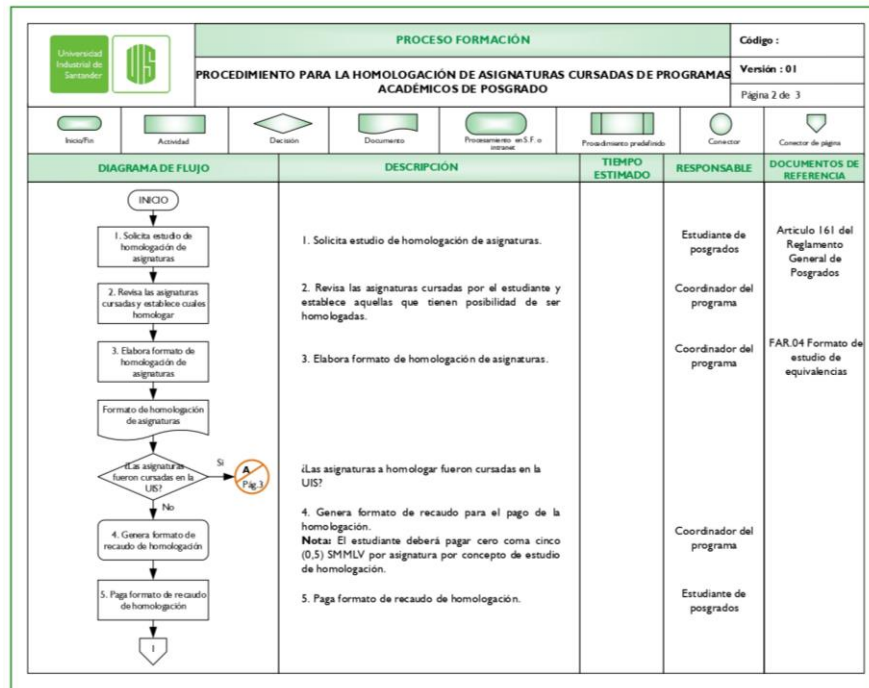 Universidad
Industrial de
Santander
UIS
PROCESO FORMACIÓN
PROCEDIMIENTO PARA LA HOMOLOGACIÓN DE ASIGNATURAS CURSADAS DE PROGRAMAS
ACADÉMICOS DE POSGRADO
Código :
Versión : 01
Página 2 de 3
Inicio/Fin
Actividad
Decisión
Documento
Procesamiento en S.F. o
intranet
Procedimiento predefinido
Conector
Conector de página
DIAGRAMA DE FLUJO
DESCRIPCIÓN
TIEMPO
ESTIMADO
RESPONSABLE
DOCUMENTOS DE
REFERENCIA
INICIO
1. Solicita estudio de
homologación de
asignaturas
1. Solicita estudio de homologación de asignaturas.
Estudiante de
posgrados
Articulo 161 del
Reglamento
General de
Posgrados
2. Revisa las asignaturas
cursadas y establece cuales
homologar
2. Revisa las asignaturas cursadas por el estudiante y
establece aquellas que tienen posibilidad de ser
homologadas.
Coordinador del
programa
3. Elabora formato de
homologación de
asignaturas
3. Elabora formato de homologación de asignaturas.
Coordinador del
programa
FAR.04 Formato de
estudio de
equivalencias
Formato de homologación
de asignaturas
¿Las asignaturas
fueron cursadas en la
UIS?
Si
A
Pág.3
No
¿Las asignaturas a homologar fueron cursadas en la
UIS?
4. Genera formato de
recaudo de homologación
4. Genera formato de recaudo para el pago de la
homologación.
Nota: El estudiante deberá pagar cero coma cinco
(0,5) SMMLV por asignatura por concepto de estudio
de homologación.
Coordinador del
programa
5. Paga formato de recaudo
de homologación
5. Paga formato de recaudo de homologación.
Estudiante de
posgrados
1